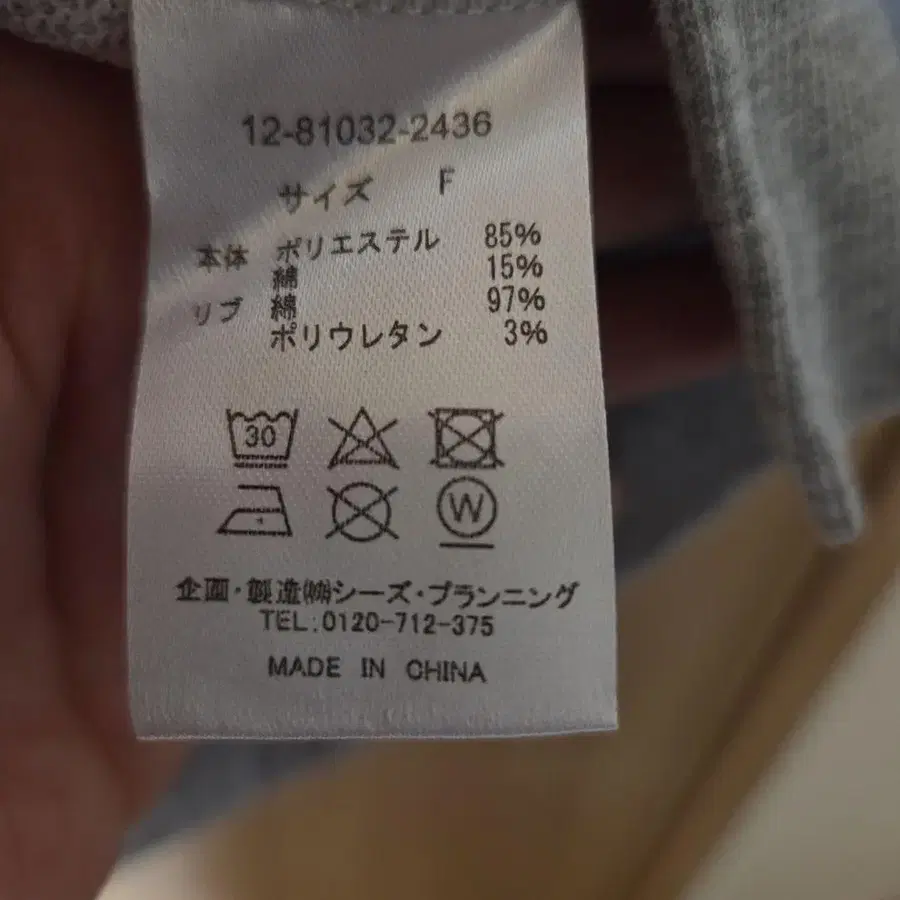 12-81032-2436
サイズ F
本体 ポリエステル 85%
綿 15%
リブ 綿 97%
ポリウレタン 3%
30
W
企画・製造㈱シーズ・プランニング
TEL:0120-712-375
MADE IN CHINA